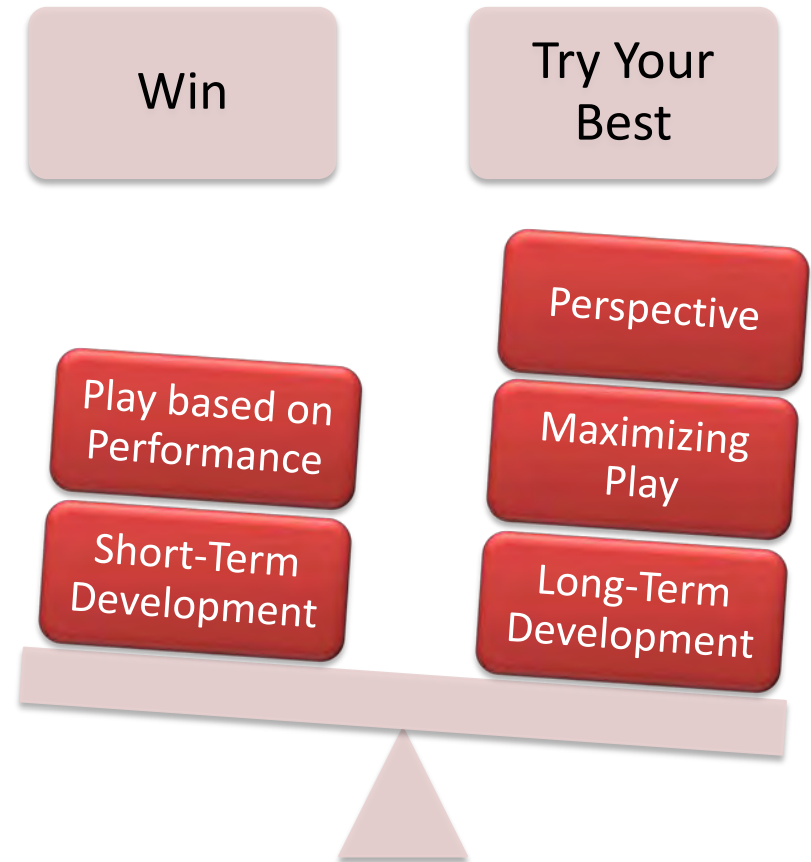 Win
Try Your
Best
Play based on
Performance
Short-Term
Development
Perspective
Maximizing
Play
Long-Term
Development